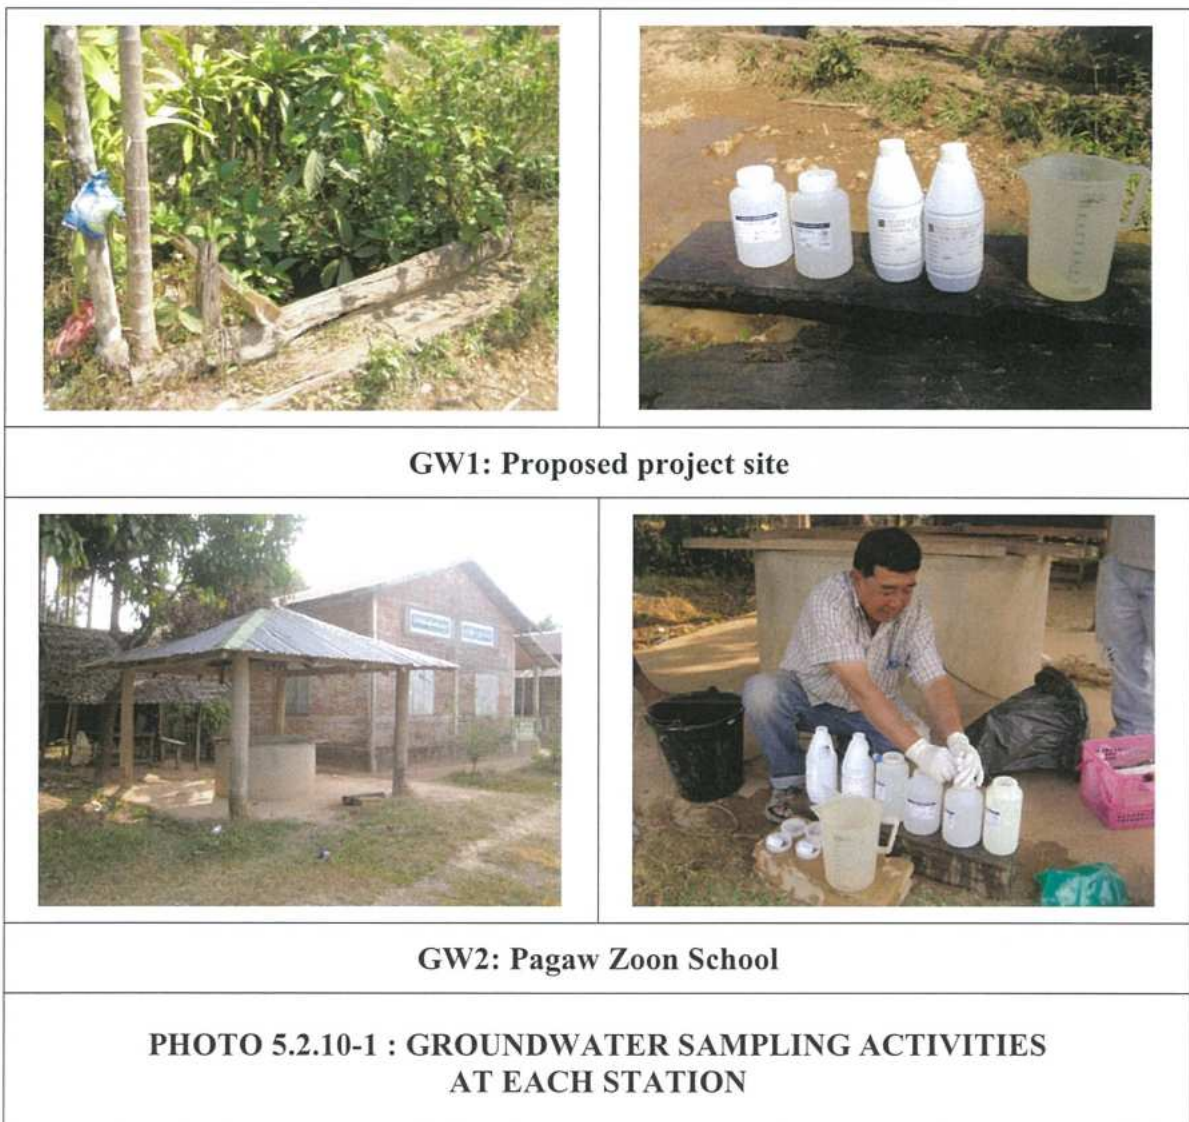 GW1: Proposed project site
GW2: Pagaw Zoon School
PHOTO 5.2.10-1 : GROUNDWATER SAMPLING ACTIVITIES
AT EACH STATION